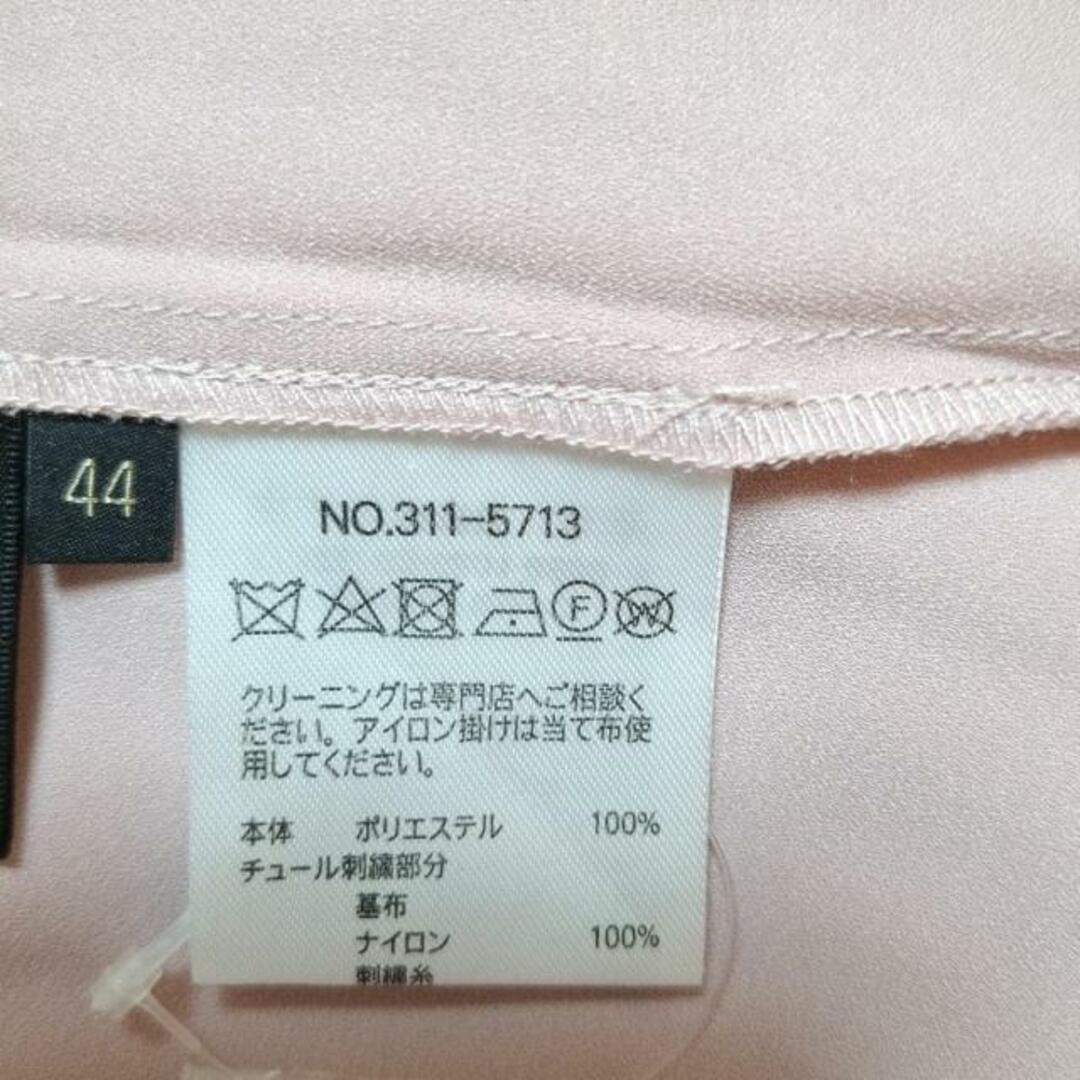 44
NO.311-5713
F W
クリーニングは専門店へご相談く
ださい。アイロン掛けは当て布使
用してください。
本体 ポリエステル 100%
チュール刺繍部分
基布
ナイロン 100%
刺繍糸